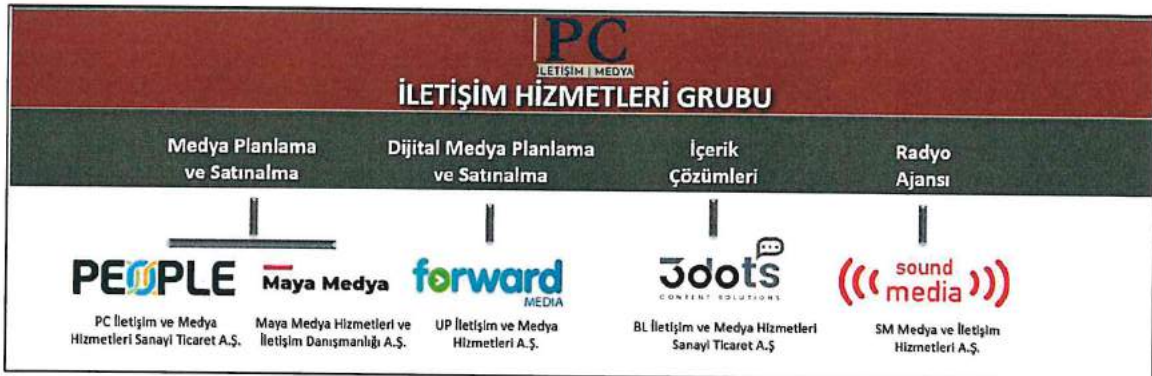 PC
İLETİŞİM | MEDYA
İLETİŞİM HİZMETLERİ GRUBU
Medya Planlama
ve Satınalma
Dijital Medya Planlama
ve Satınalma
İçerik
Çözümleri
Radyo
Ajansı
PEOPLE
Maya Medya
forward
MEDIA
3dots
CONTENT SOLUTIONS
sound
media
PC İletişim ve Medya
Hizmetleri Sanayi Ticaret A.Ş.
Maya Medya Hizmetleri ve
İletişim Danışmanlığı A.Ş.
UP İletişim ve Medya
Hizmetleri A.Ş.
BL İletişim ve Medya Hizmetleri
Sanayi Ticaret A.Ş
SM Medya ve İletişim
Hizmetleri A.Ş.